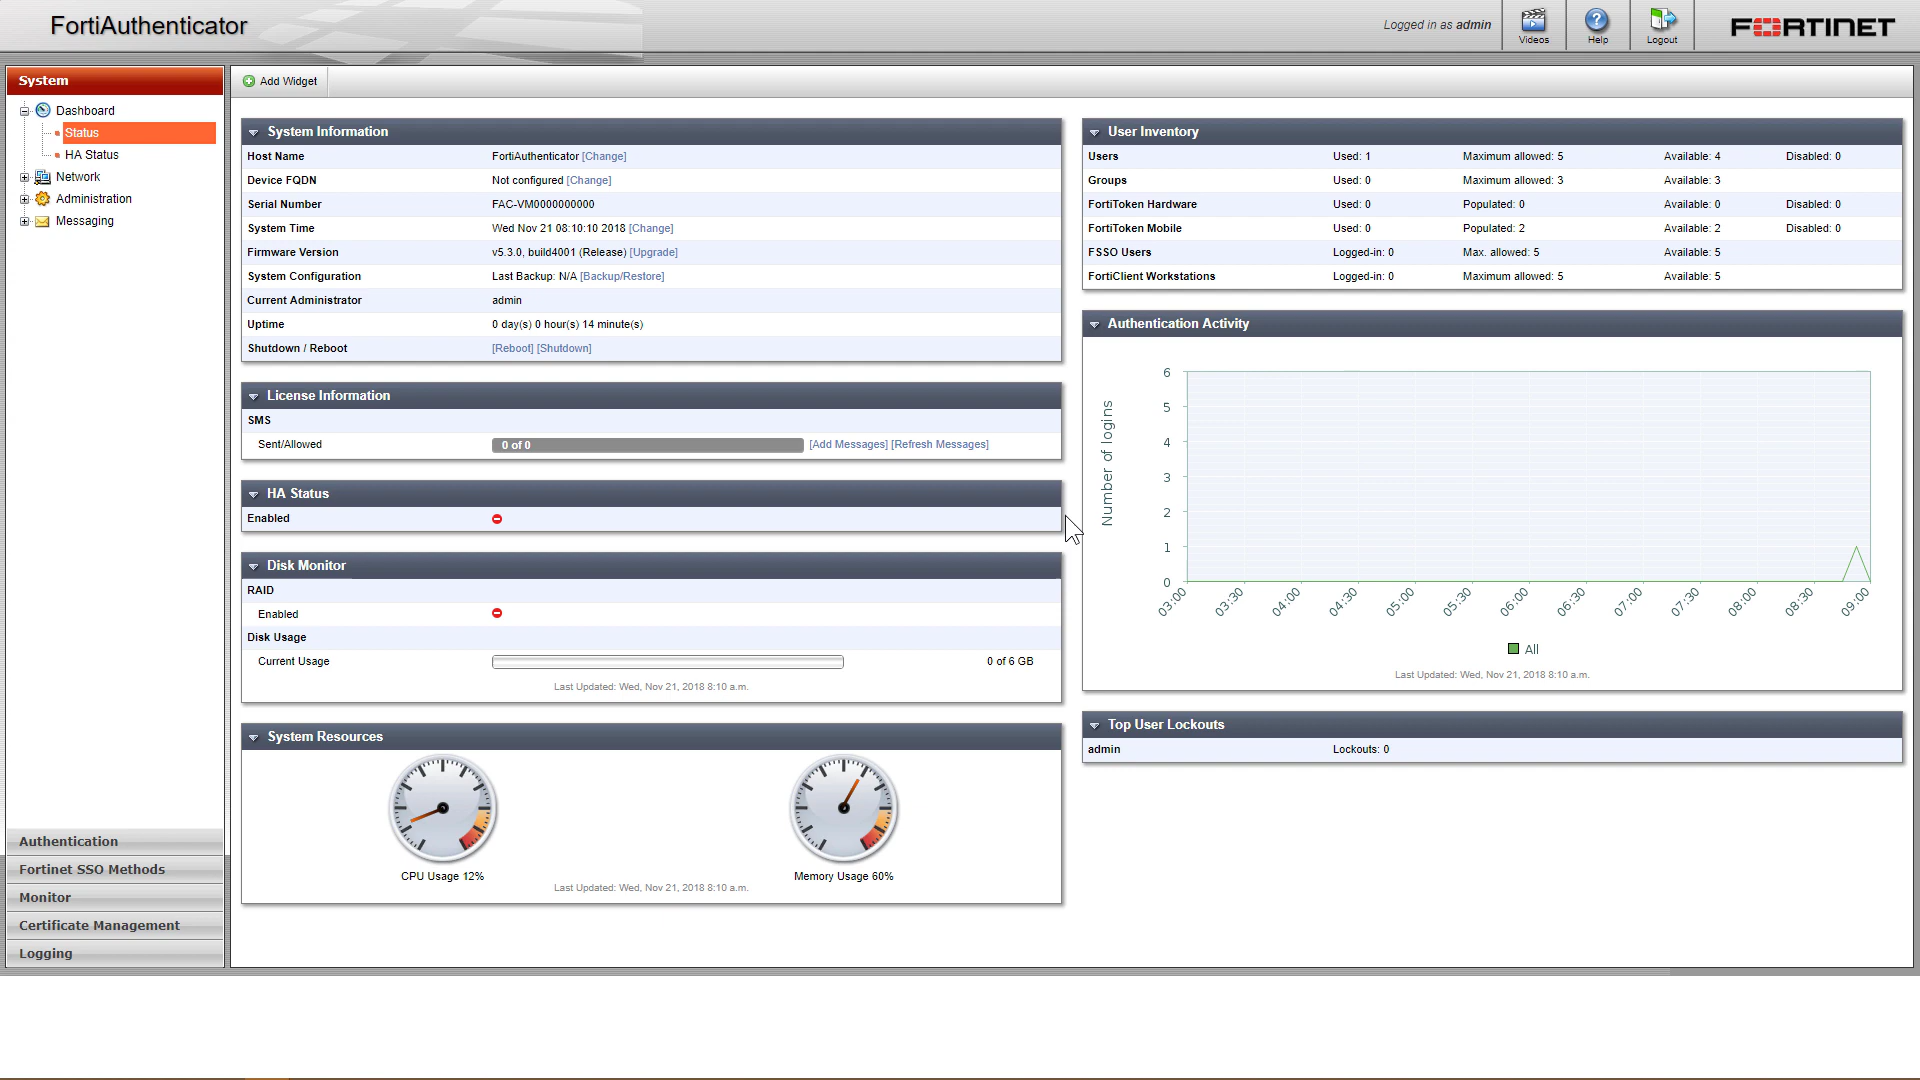 FortiAuthenticator
Logged in as admin
Videos
Help
Logout
FORTINET
System
Dashboard
Status
HA Status
Network
Administration
Messaging
Authentication
Fortinet SSO Methods
Monitor
Certificate Management
Logging
Add Widget
System Information
Host Name FortiAuthenticator [Change]
Device FQDN Not configured [Change]
Serial Number FAC-VM0000000000
System Time Wed Nov 21 08:10:10 2018 [Change]
Firmware Version v5.3.0, build4001 (Release) [Upgrade]
System Configuration Last Backup: N/A [Backup/Restore]
Current Administrator admin
Uptime 0 day(s) 0 hour(s) 14 minute(s)
Shutdown / Reboot [Reboot] [Shutdown]
License Information
SMS
Sent/Allowed 0 of 0 [Add Messages] [Refresh Messages]
HA Status
Enabled
Disk Monitor
RAID
Enabled
Disk Usage
Current Usage 0 of 6 GB
Last Updated: Wed, Nov 21, 2018 8:10 a.m.
System Resources
CPU Usage 12%
Memory Usage 60%
Last Updated: Wed, Nov 21, 2018 8:10 a.m.
User Inventory
Users Used: 1 Maximum allowed: 5 Available: 4 Disabled: 0
Groups Used: 0 Maximum allowed: 3 Available: 3
FortiToken Hardware Used: 0 Populated: 0 Available: 0 Disabled: 0
FortiToken Mobile Used: 0 Populated: 2 Available: 2 Disabled: 0
FSSO Users Logged-in: 0 Max. allowed: 5 Available: 5
FortiClient Workstations Logged-in: 0 Maximum allowed: 5 Available: 5
Authentication Activity
Number of logins
6
5
4
3
2
1
0
03:00 03:30 04:00 04:30 05:00 05:30 06:00 06:30 07:00 07:30 08:00 08:30 09:00
All
Last Updated: Wed, Nov 21, 2018 8:10 a.m.
Top User Lockouts
admin Lockouts: 0